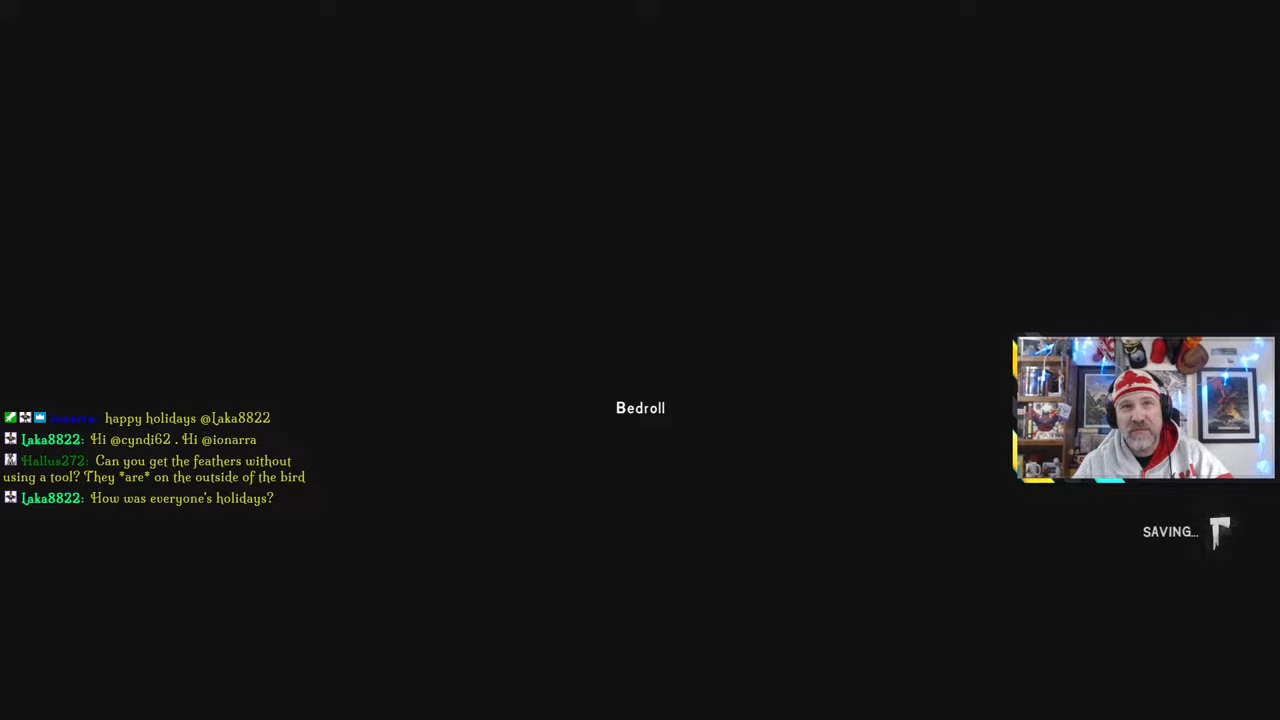 ionarra: happy holidays @Laka8822
Laka8822: Hi @cyndi62 . Hi @ionarra
Hallus272: Can you get the feathers without
using a tool? They *are* on the outside of the bird
Laka8822: How was everyone's holidays?
Bedroll
SAVING...